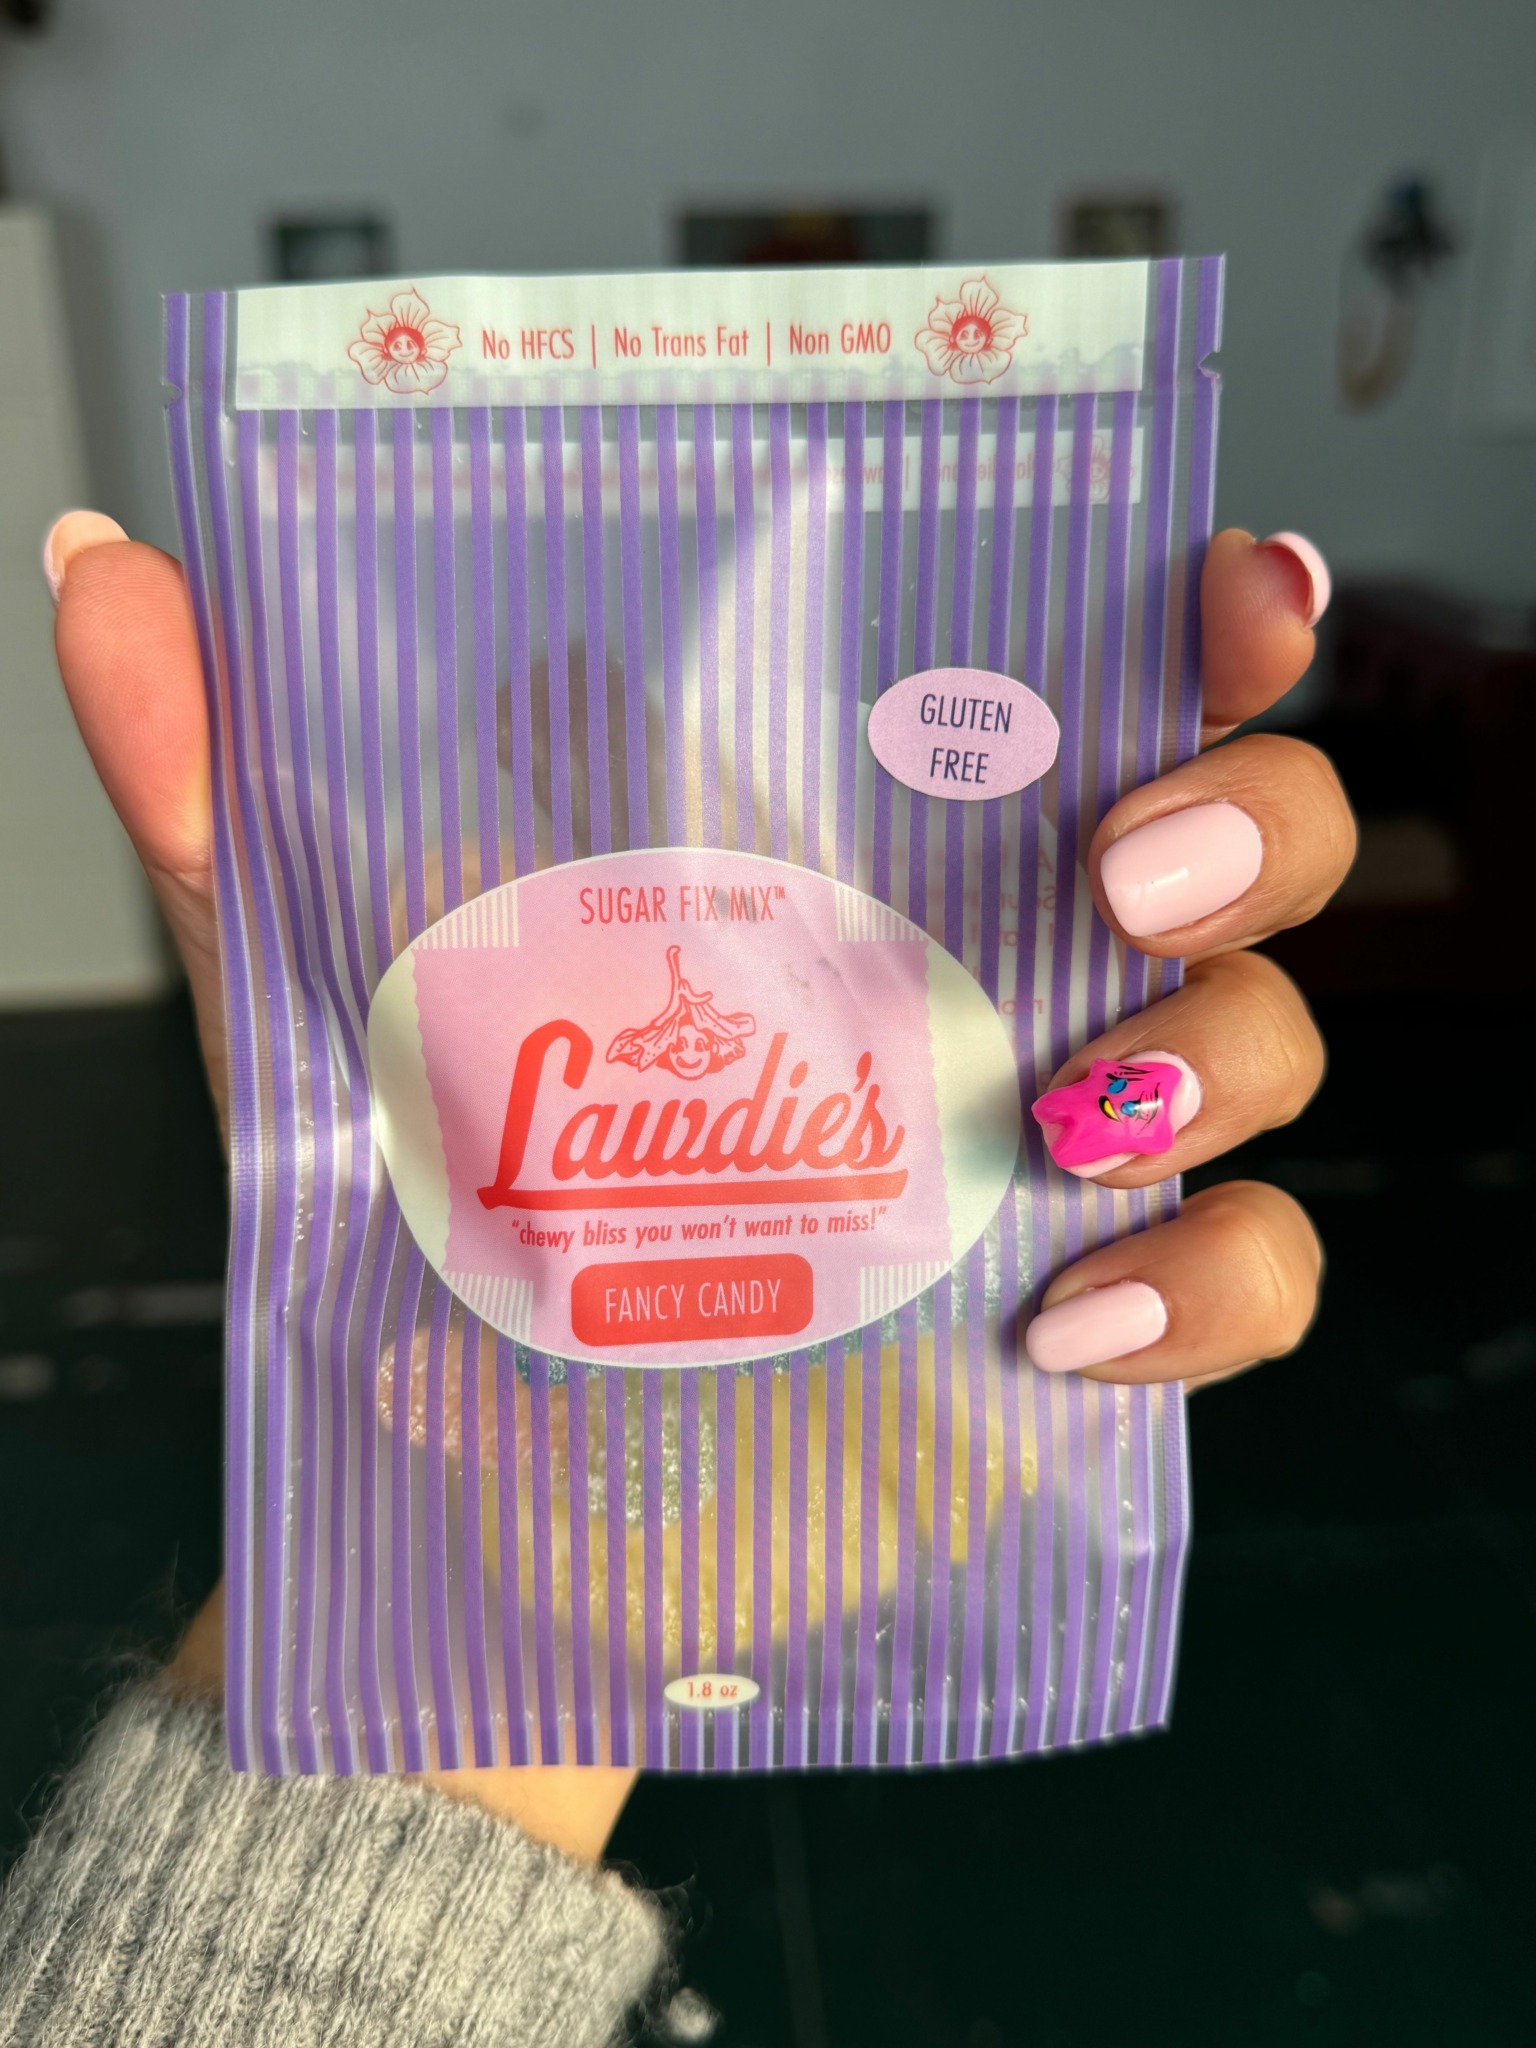 No HFCS | No Trans Fat | Non GMO
GLUTEN
FREE
SUGAR FIX MIX™
Lawdie's
"chewy bliss you won't want to miss!"
FANCY CANDY
1.8 oz